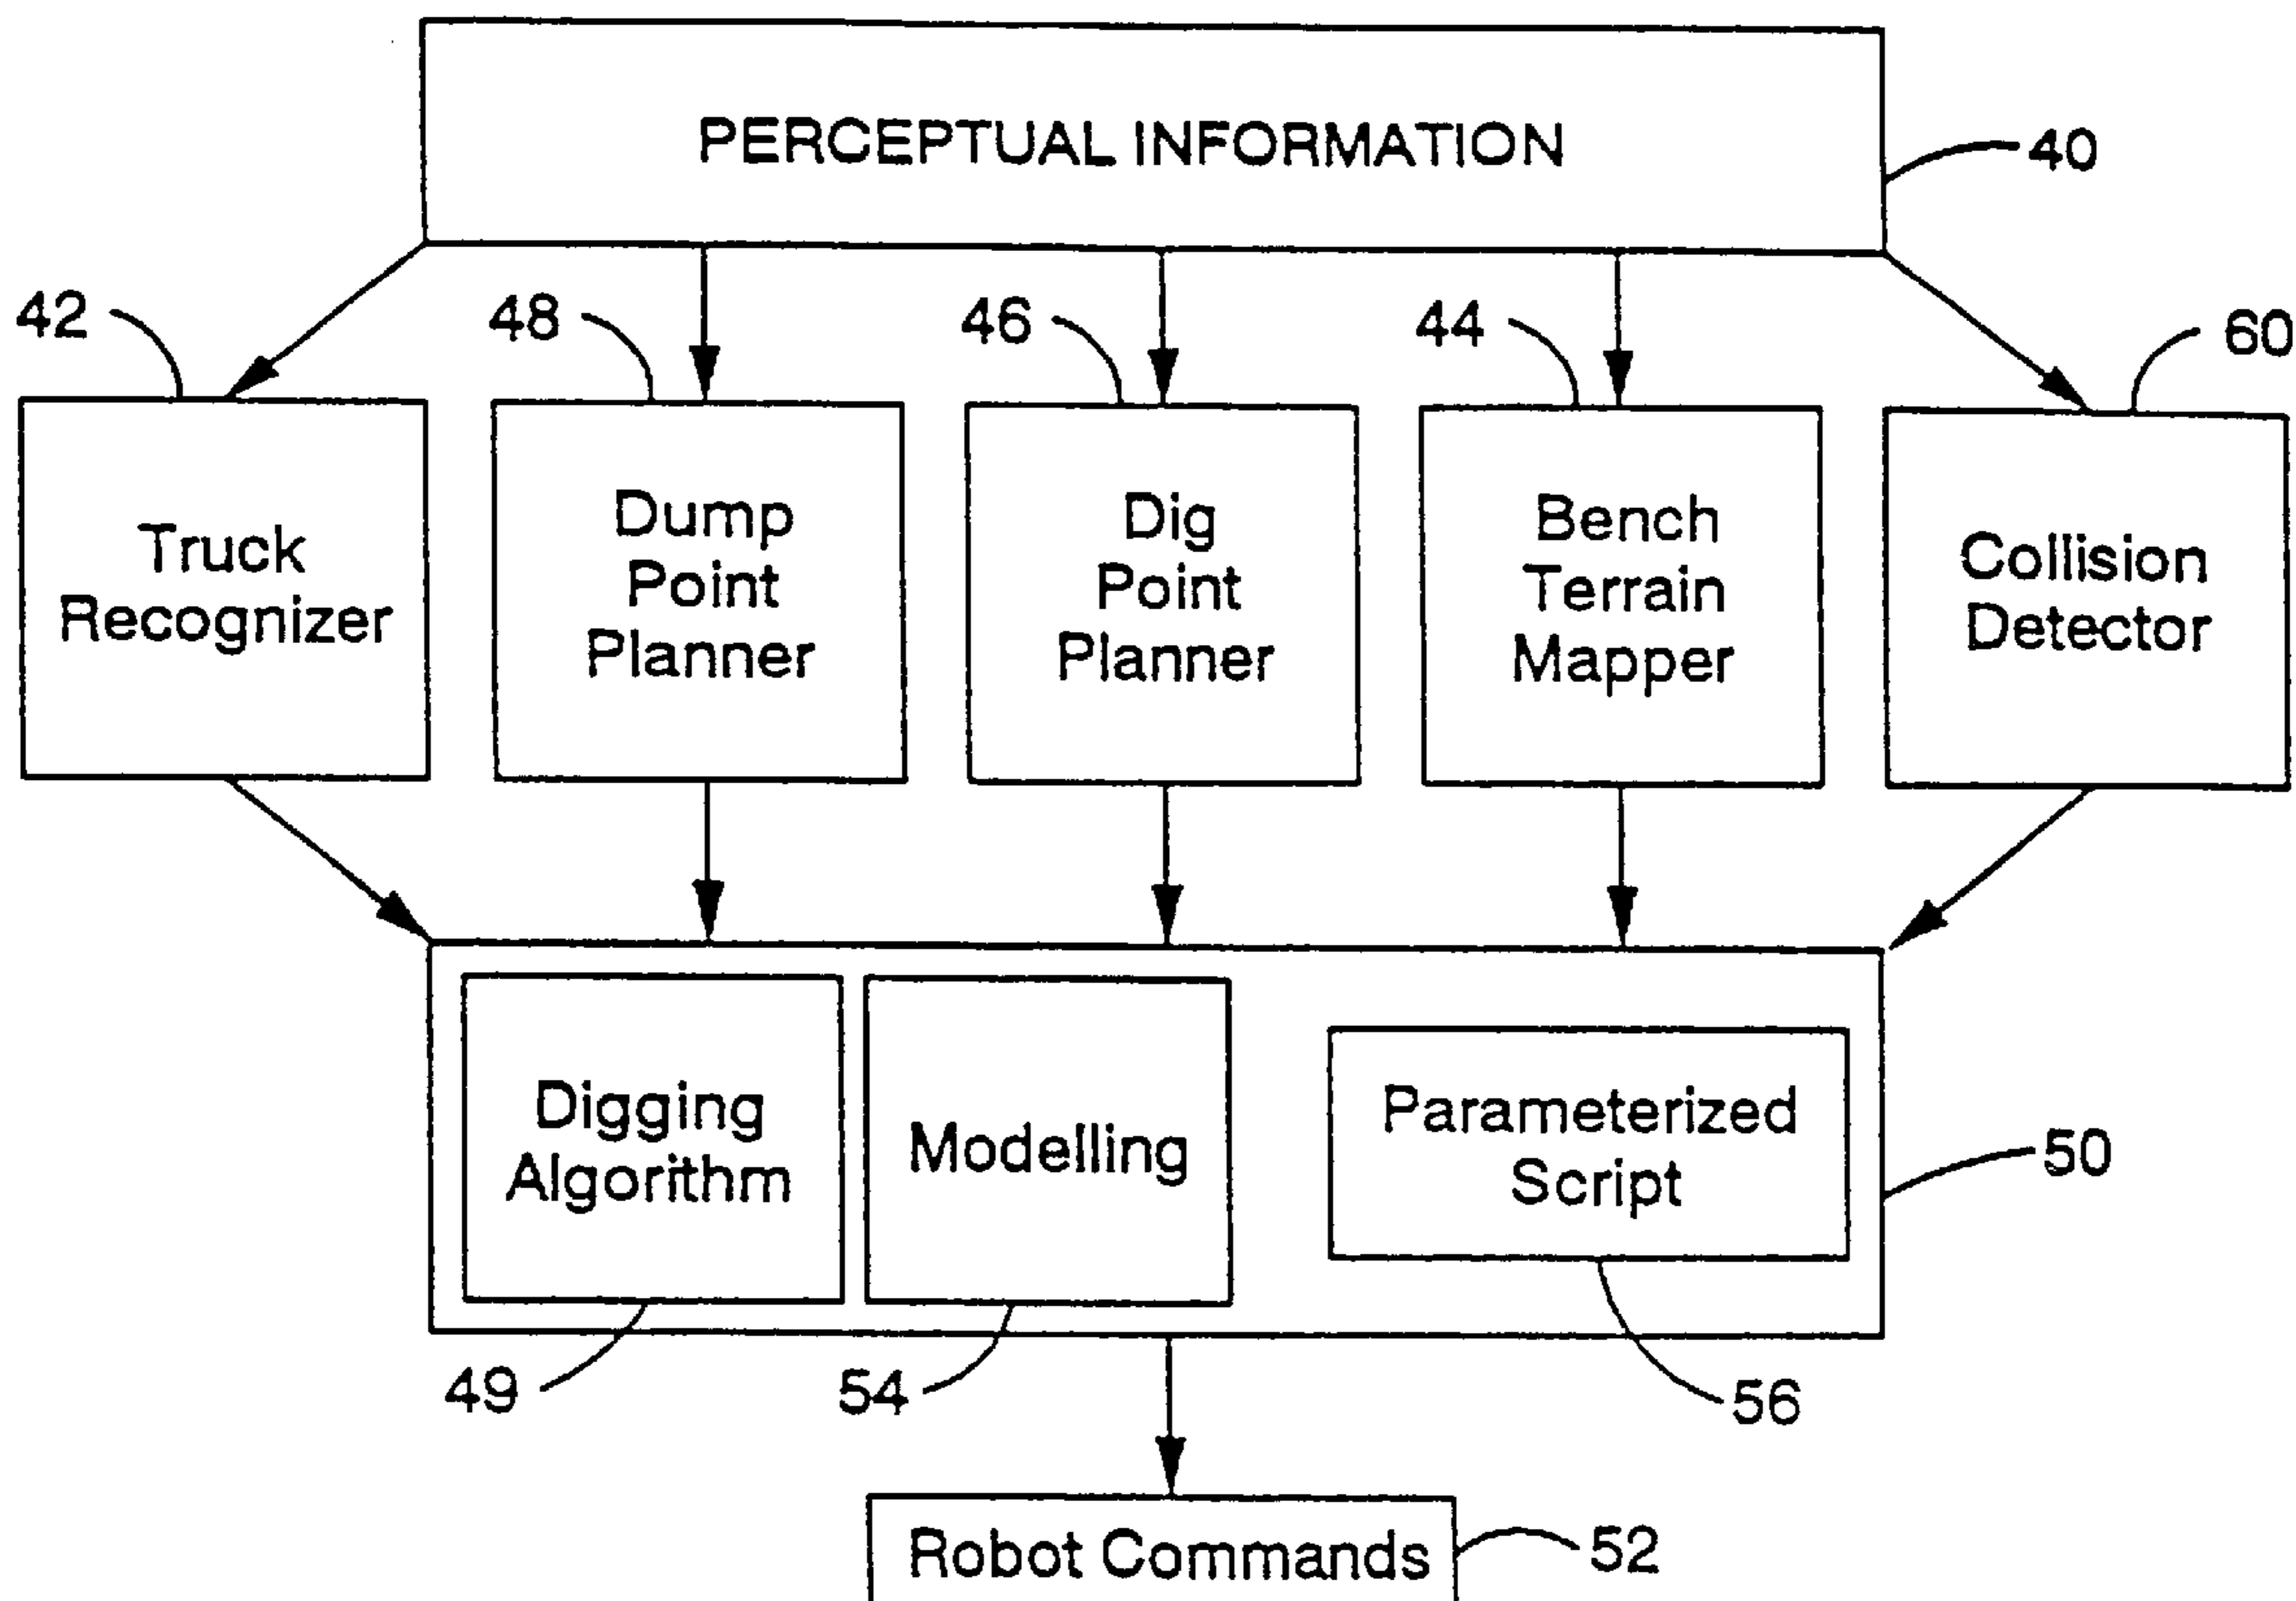 PERCEPTUAL INFORMATION
40
42
48
46
44
60
Truck
Recognizer
Dump
Point
Planner
Dig
Point
Planner
Bench
Terrain
Mapper
Collision
Detector
Digging
Algorithm
Modelling
Parameterized
Script
50
49
54
56
Robot Commands
52